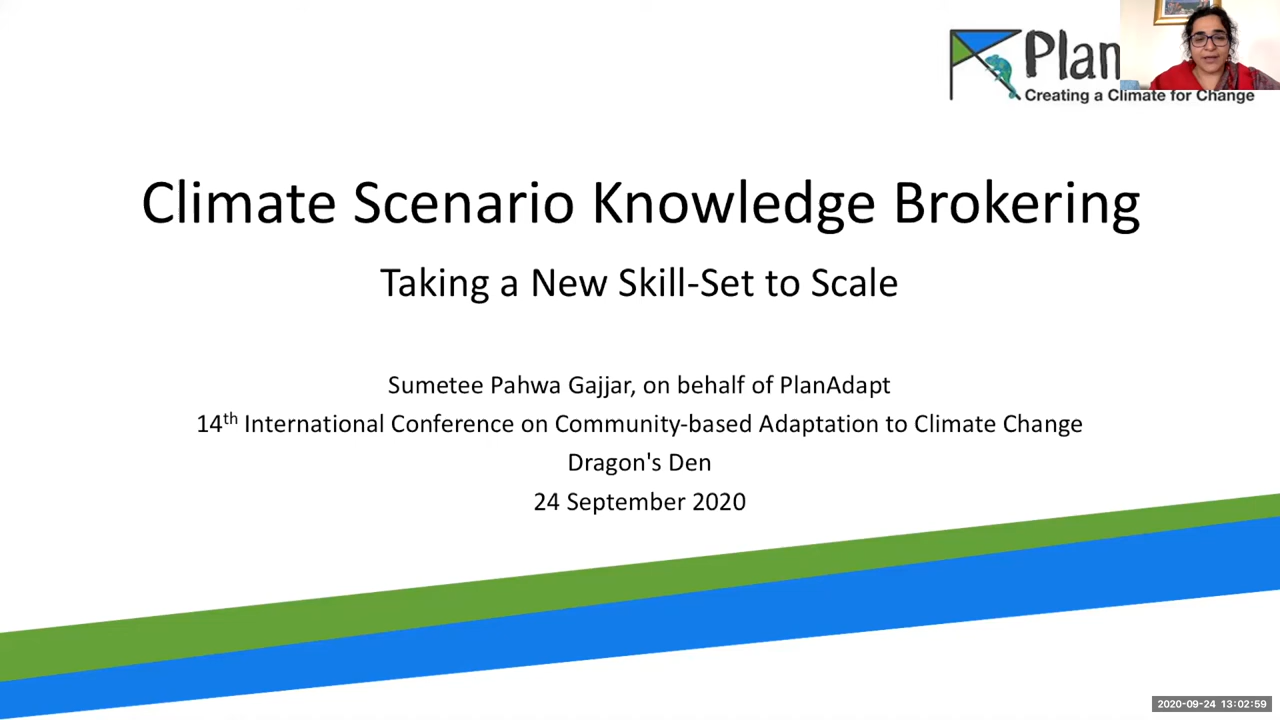 Plan
Creating a Climate for Change
Climate Scenario Knowledge Brokering
Taking a New Skill-Set to Scale
Sumetee Pahwa Gajjar, on behalf of PlanAdapt
14th International Conference on Community-based Adaptation to Climate Change
Dragon's Den
24 September 2020
2020-09-24 13:02:59